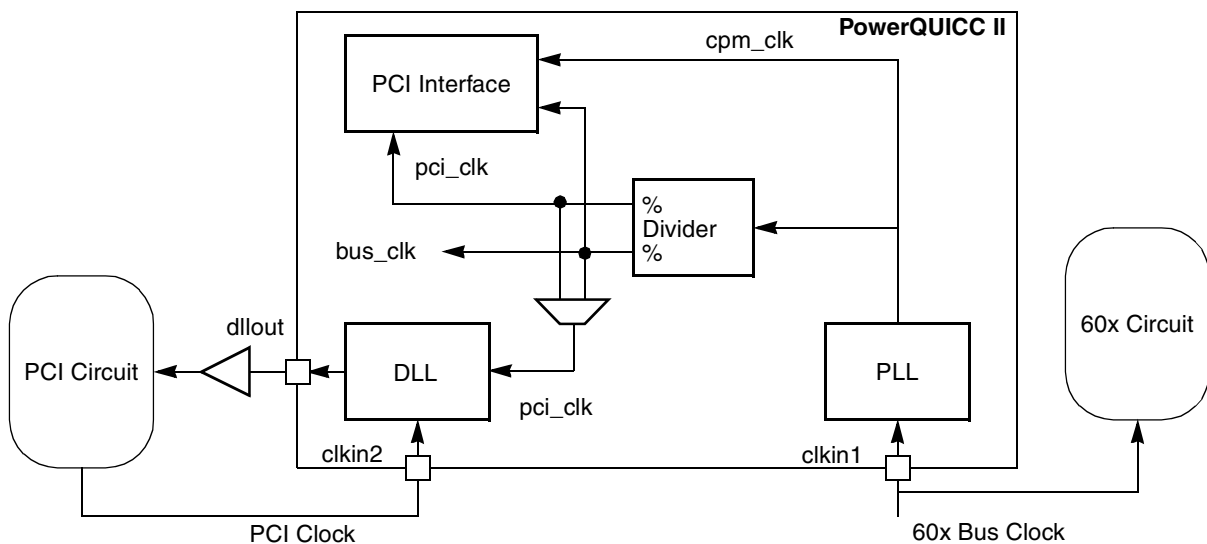 PowerQUICC II
cpm_clk
PCI Interface
pci_clk
%
Divider
%
bus_clk
dllout
60x Circuit
PCI Circuit
DLL
PLL
pci_clk
clkin2
clkin1
PCI Clock
60x Bus Clock